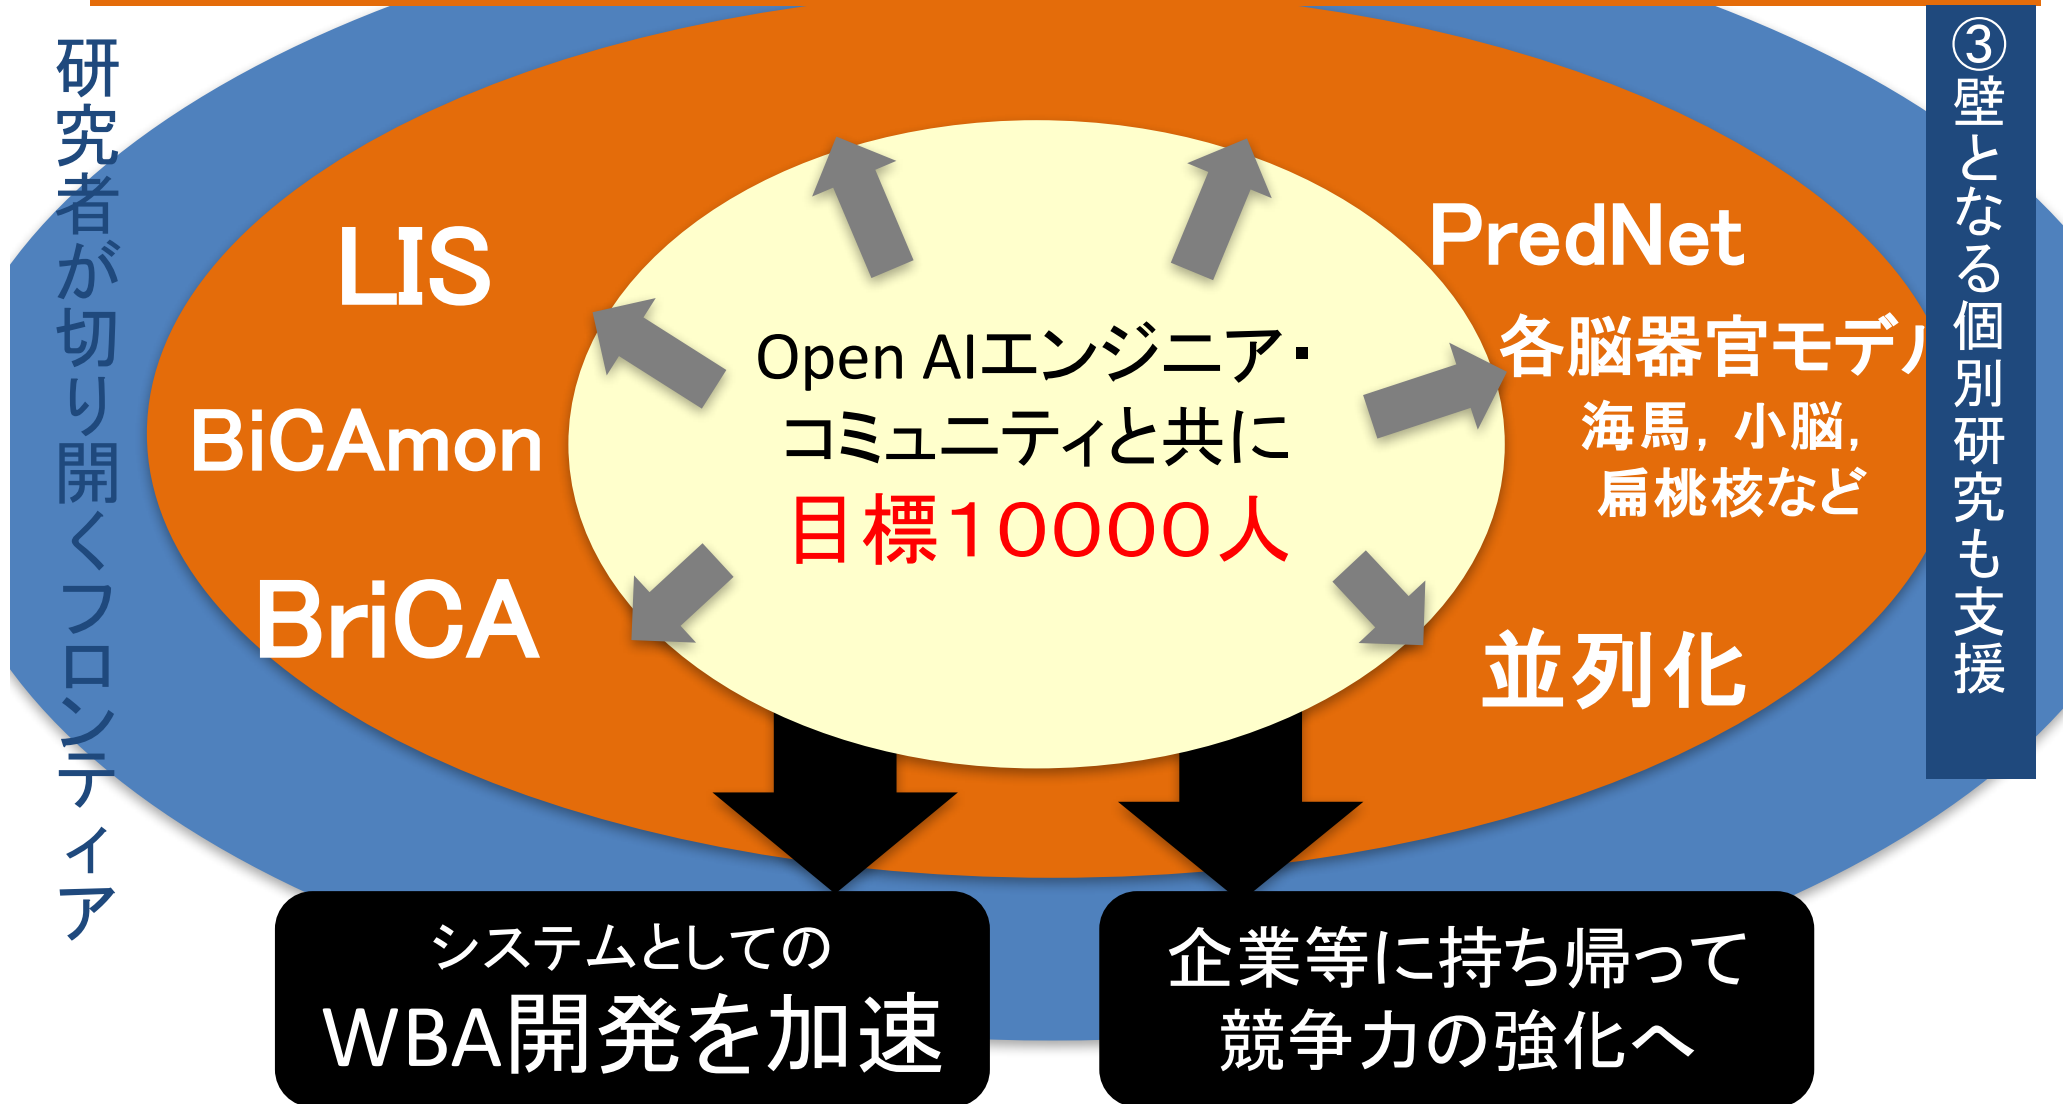 研究者が切り開くフロンティア
③壁となる個別研究も支援
LIS
BiCAmon
BriCA
Open AIエンジニア・
コミュニティと共に
目標10000人
PredNet
各脳器官モデル
海馬，小脳，
扁桃核など
並列化
システムとしての
WBA開発を加速
企業等に持ち帰って
競争力の強化へ